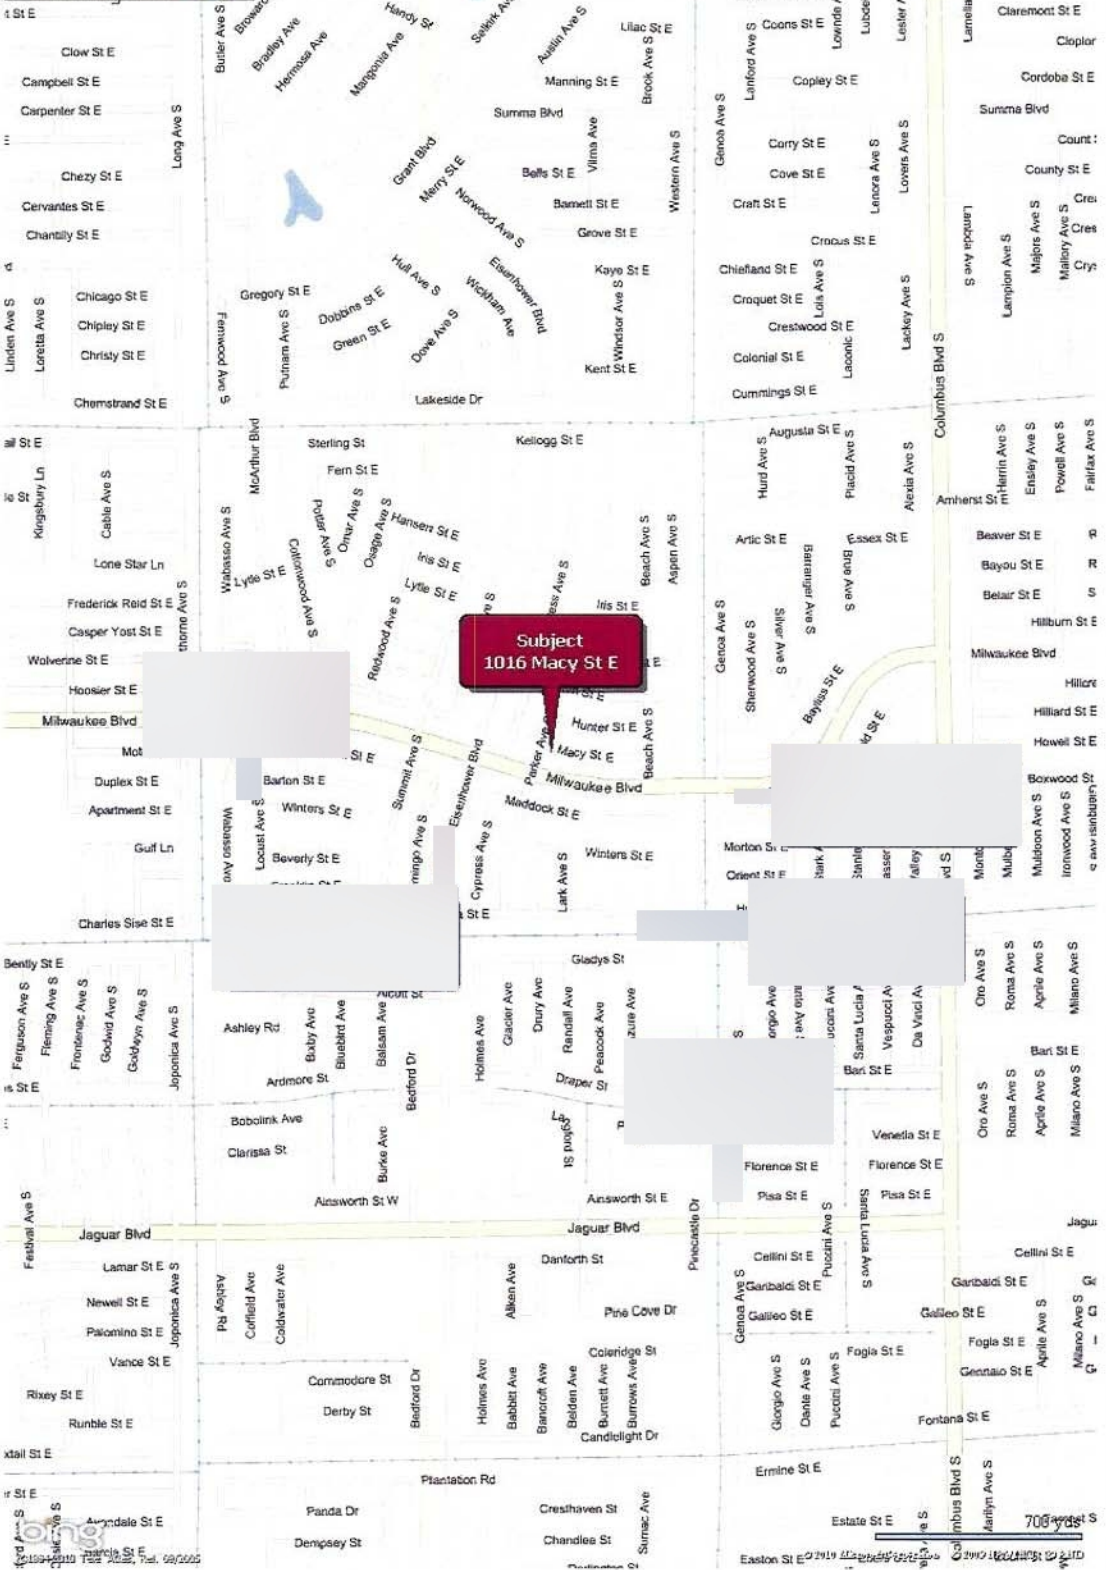 Handy St
Selkirk
Austin Ave S
Lilac St E
Coons St E
Claremont St E
Butler Ave S
Bradley Ave
Hermosa Ave
Mangonia Ave
Brook Ave S
Lanford Ave S
Clow St E
Campbell St E
Manning St E
Copley St E
Cordoba St E
Carpenter St E
Summa Blvd
Summa Blvd
Long Ave S
Vilma Ave
Western Ave S
Genoa Ave S
Corry St E
Lenora Ave S
Lovers Ave S
Grant Blvd
Merry St E
Chezy St E
Bells St E
Cove St E
County St E
Cervantes St E
Norwood Ave S
Barnett St E
Craft St E
Lambda Ave S
Majors Ave S
Mallory Ave S
Chantilly St E
Grove St E
Crocus St E
Lampion Ave S
Hull Ave S
Eisenhower Blvd
Kaye St E
Chiefland St E
Lois Ave S
Linden Ave S
Loretta Ave S
Chicago St E
Gregory St E
Dobbins St E
Wickham Ave
Windsor Ave S
Croquet St E
Lackey Ave S
Chipley St E
Fernwood Ave S
Putnam Ave S
Green St E
Dove Ave S
Crestwood St E
Laconic
Christy St E
Kent St E
Colonial St E
Columbus Blvd S
Chemstrand St E
Lakeside Dr
Cummings St E
McArthur Blvd
Sterling St
Kellogg St E
Augusta St E
Fern St E
Hurd Ave S
Placid Ave S
Alexia Ave S
Herrin Ave S
Ensley Ave S
Powell Ave S
Fairfax Ave S
Kingsbury Ln
Cable Ave S
Potter Ave S
Omar Ave S
Osage Ave S
Hansen St E
Amherst St E
Wabasso Ave S
Cottonwood Ave S
Beach Ave S
Aspen Ave S
Artic St E
Essex St E
Beaver St E
Lone Star Ln
Lytle St E
Iris St E
Barranger Ave S
Brue Ave S
Bayou St E
Lytle St E
Frederick Reid St E
Redwood Ave S
Iris St E
Genoa Ave S
Sherwood Ave S
Silver Ave S
Belair St E
Casper Yost St E
Hillburn St E
Subject
1016 Macy St E
Wolverine St E
Milwaukee Blvd
Hoosier St E
Bayliss St E
Hilliard St E
Milwaukee Blvd
Hunter St E
Beach Ave S
Howell St E
Summit Ave S
Eisenhower Blvd
Parker Ave
Macy St E
Duplex St E
Barton St E
Milwaukee Blvd
Boxwood St
Apartment St E
Winters St E
Maddock St E
Wabasso Ave
Locust Ave S
Cypress Ave S
Muldoon Ave S
Ironwood Ave S
Gulf Ln
Beverly St E
Winters St E
Lark Ave S
Morton St E
Orient St E
Charles Sise St E
Bently St E
Gladys St
Alcott St
Ferguson Ave S
Fleming Ave S
Frontenac Ave S
Godwid Ave S
Goldwyn Ave S
Joponica Ave S
Ashley Rd
Bixby Ave
Bluebird Ave
Balsam Ave
Holmes Ave
Glacier Ave
Drury Ave
Randall Ave
Peacock Ave
Oro Ave S
Roma Ave S
Aprile Ave S
Milano Ave S
Santa Lucia
Vespucci
Da Vinci
Bari St E
Ardmore St
Bedford Dr
Draper St
Bari St E
Bobolink Ave
Oro Ave S
Roma Ave S
Aprile Ave S
Milano Ave S
Clarissa St
Burke Ave
Venetia St E
Florence St E
Florence St E
Ainsworth St W
Ainsworth St E
Pisa St E
Pisa St E
Festival Ave S
Jaguar Blvd
Jaguar Blvd
Pinecastle Dr
Puccini Ave S
Santa Lucia Ave S
Danforth St
Cellini St E
Cellini St E
Lamar St E
Joponica Ave S
Ashley Rd
Coffield Ave
Coldwater Ave
Aiken Ave
Genoa Ave S
Garibaldi St E
Garibaldi St E
Newell St E
Pine Cove Dr
Galileo St E
Galileo St E
Aprile Ave S
Milano Ave S
Palomino St E
Coleridge St
Fogia St E
Fogia St E
Vance St E
Gennaio St E
Rixey St E
Commodore St
Bedford Dr
Holmes Ave
Babbitt Ave
Bancroft Ave
Belden Ave
Burnett Ave
Burrows Ave
Giorgio Ave S
Dante Ave S
Puccini Ave
Runble St E
Derby St
Candlelight Dr
Fontana St E
Plantation Rd
Ermine St E
Panda Dr
Cresthaven St
Sumac Ave
Marilyn Ave S
Dempsey St
Chandlee St
Estate St E
700 yds
bing
Easton St E